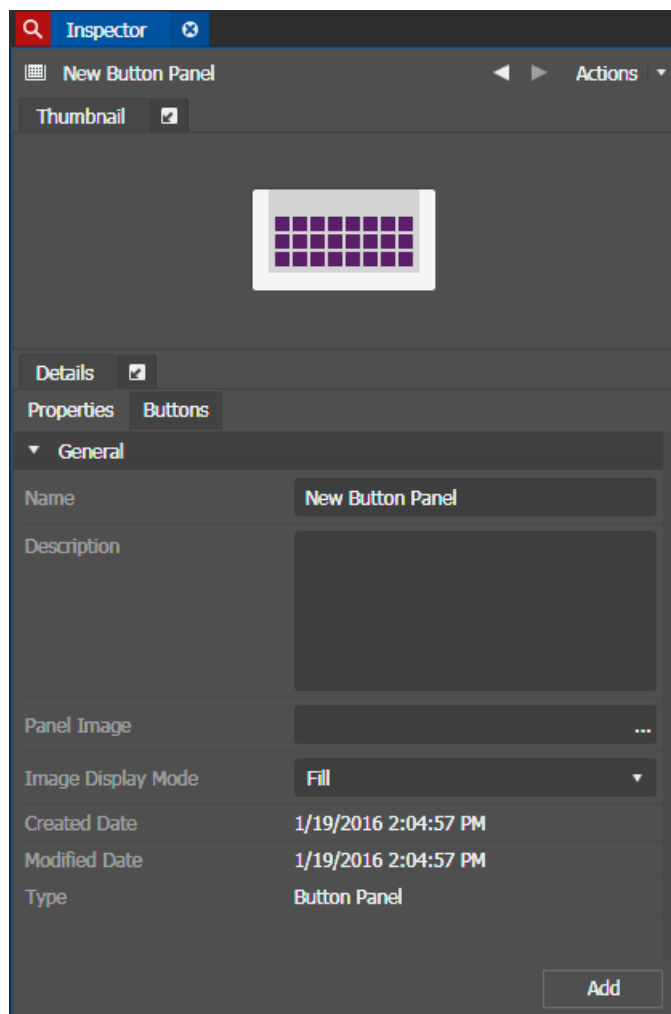 Inspector
New Button Panel
Actions
Thumbnail
Details
Properties Buttons
General
Name New Button Panel
Description
Panel Image ...
Image Display Mode Fill
Created Date 1/19/2016 2:04:57 PM
Modified Date 1/19/2016 2:04:57 PM
Type Button Panel
Add